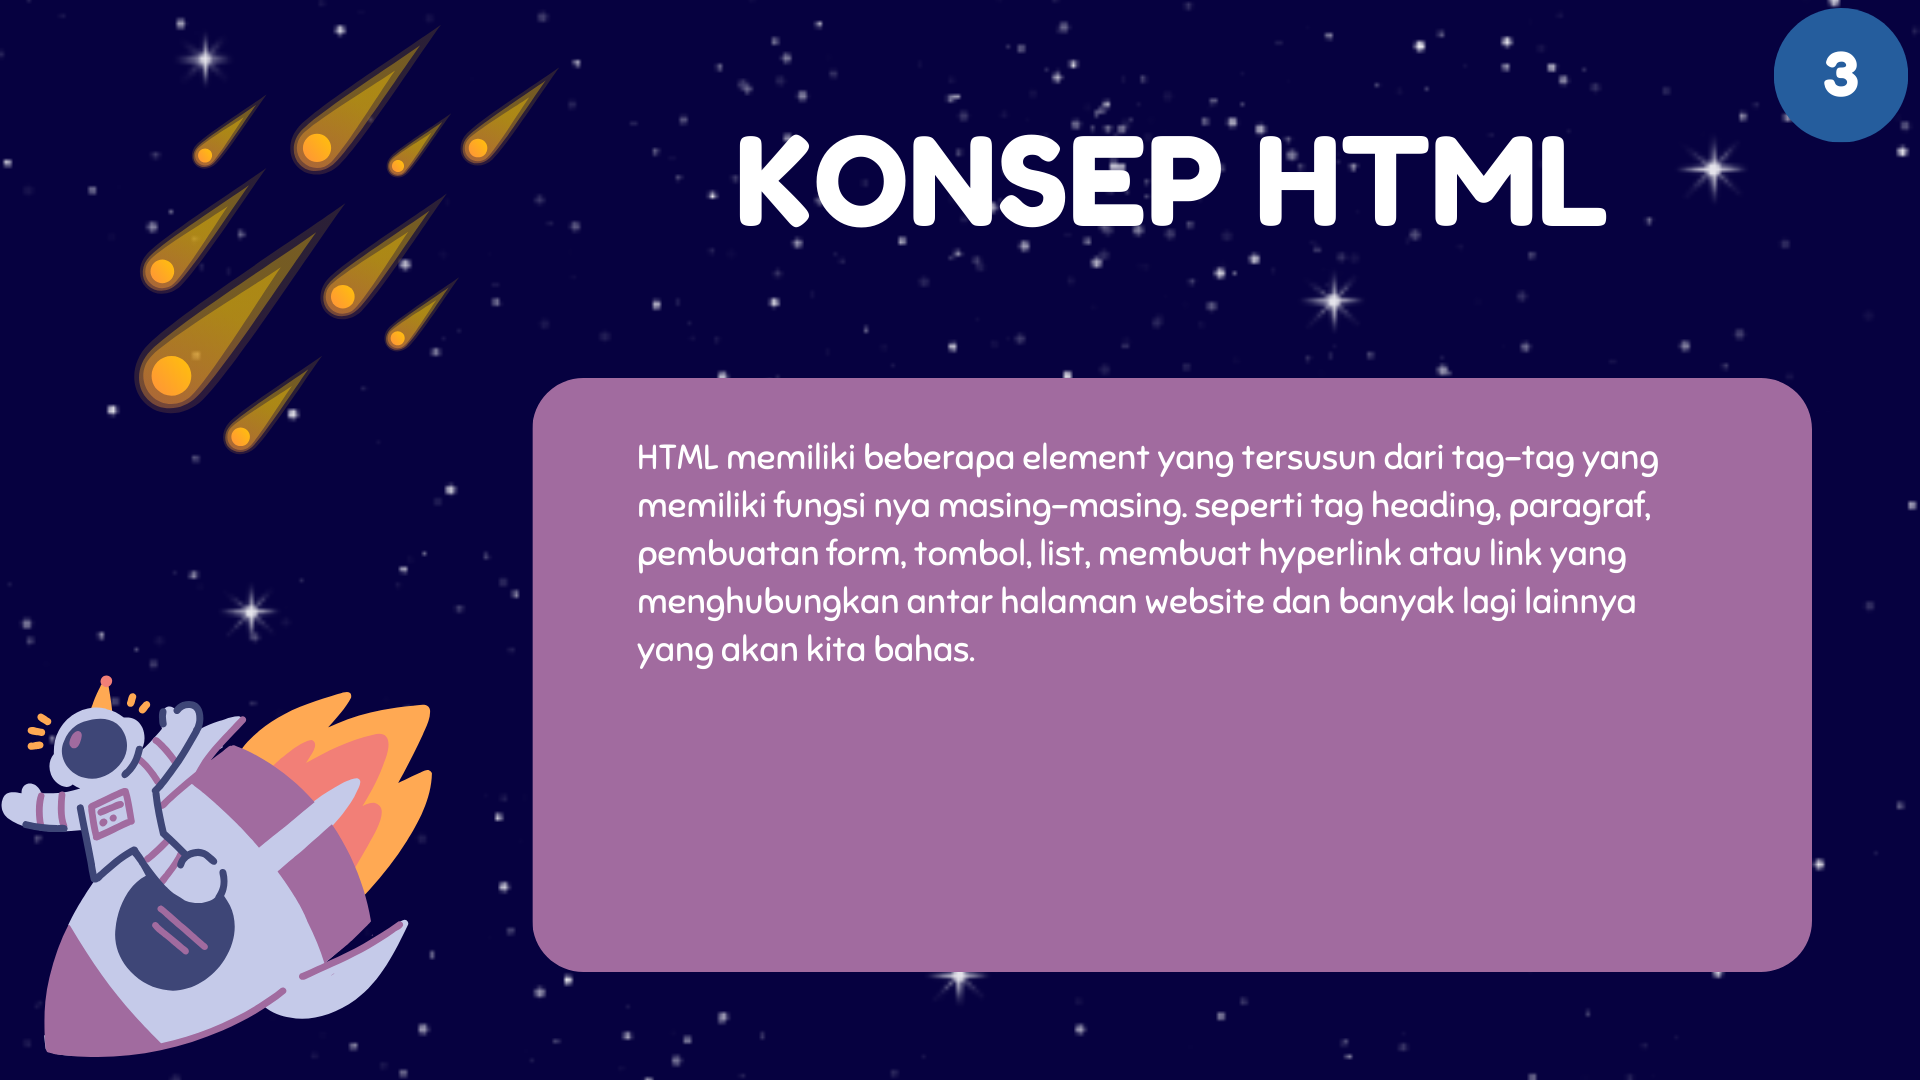 3
KONSEP HTML
HTML memiliki beberapa element yang tersusun dari tag-tag yang
memiliki fungsi nya masing-masing. seperti tag heading, paragraf,
pembuatan form, tombol, list, membuat hyperlink atau link yang
menghubungkan antar halaman website dan banyak lagi lainnya
yang akan kita bahas.